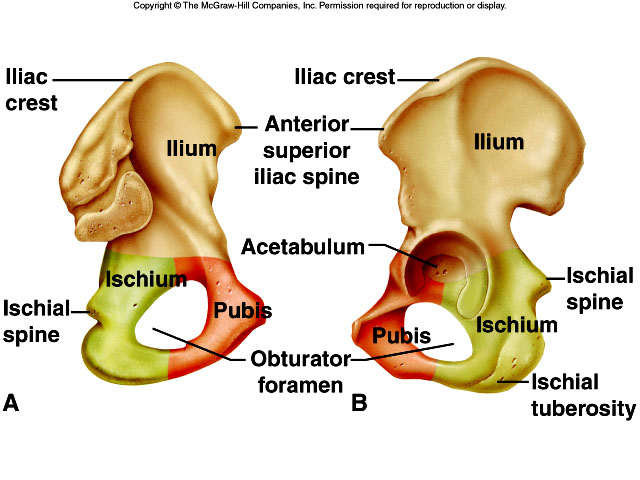 Copyright © The McGraw-Hill Companies, Inc. Permission required for reproduction or display.
Iliac
crest
Ilium
Anterior
superior
iliac spine
Iliac crest
Ilium
Acetabulum
Ischium
Pubis
Ischial
spine
Obturator
foramen
Pubis
Ischium
Ischial
spine
Ischial
tuberosity
A
B